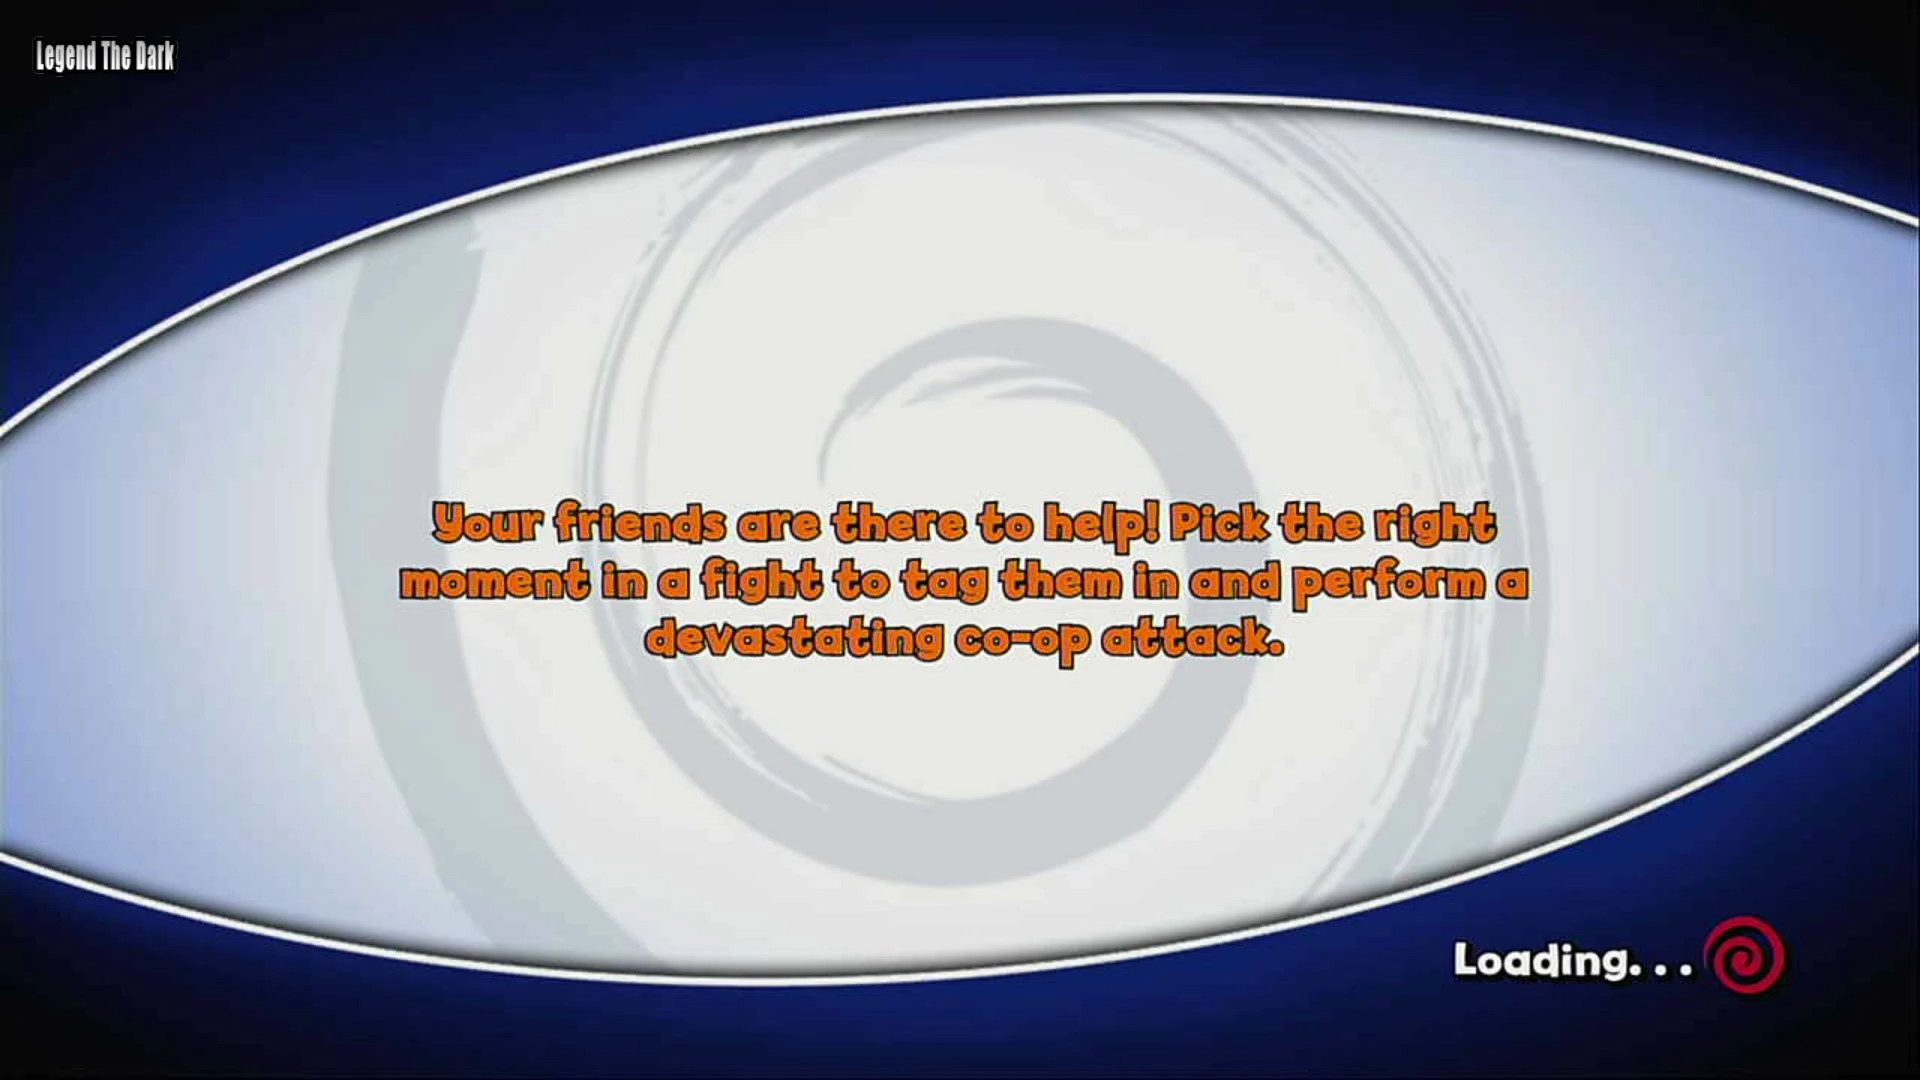 Legend The Dark
Your friends are there to help! Pick the right
moment in a fight to tag them in and perform a
devastating co-op attack.
Loading...